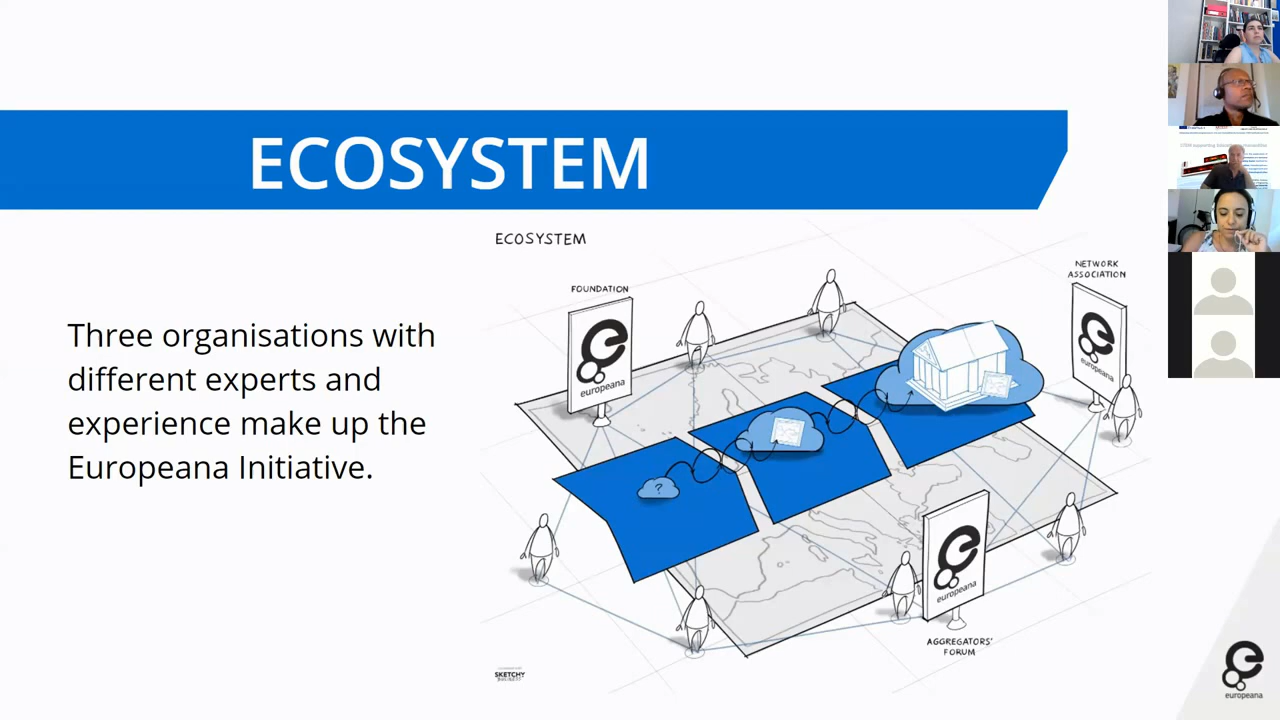 ECOSYSTEM
ECOSYSTEM
NETWORK
ASSOCIATION
FOUNDATION
europeana
europeana
Three organisations with
different experts and
experience make up the
Europeana Initiative.
?
europeana
AGGREGATORS'
FORUM
SKETCHY
europeana